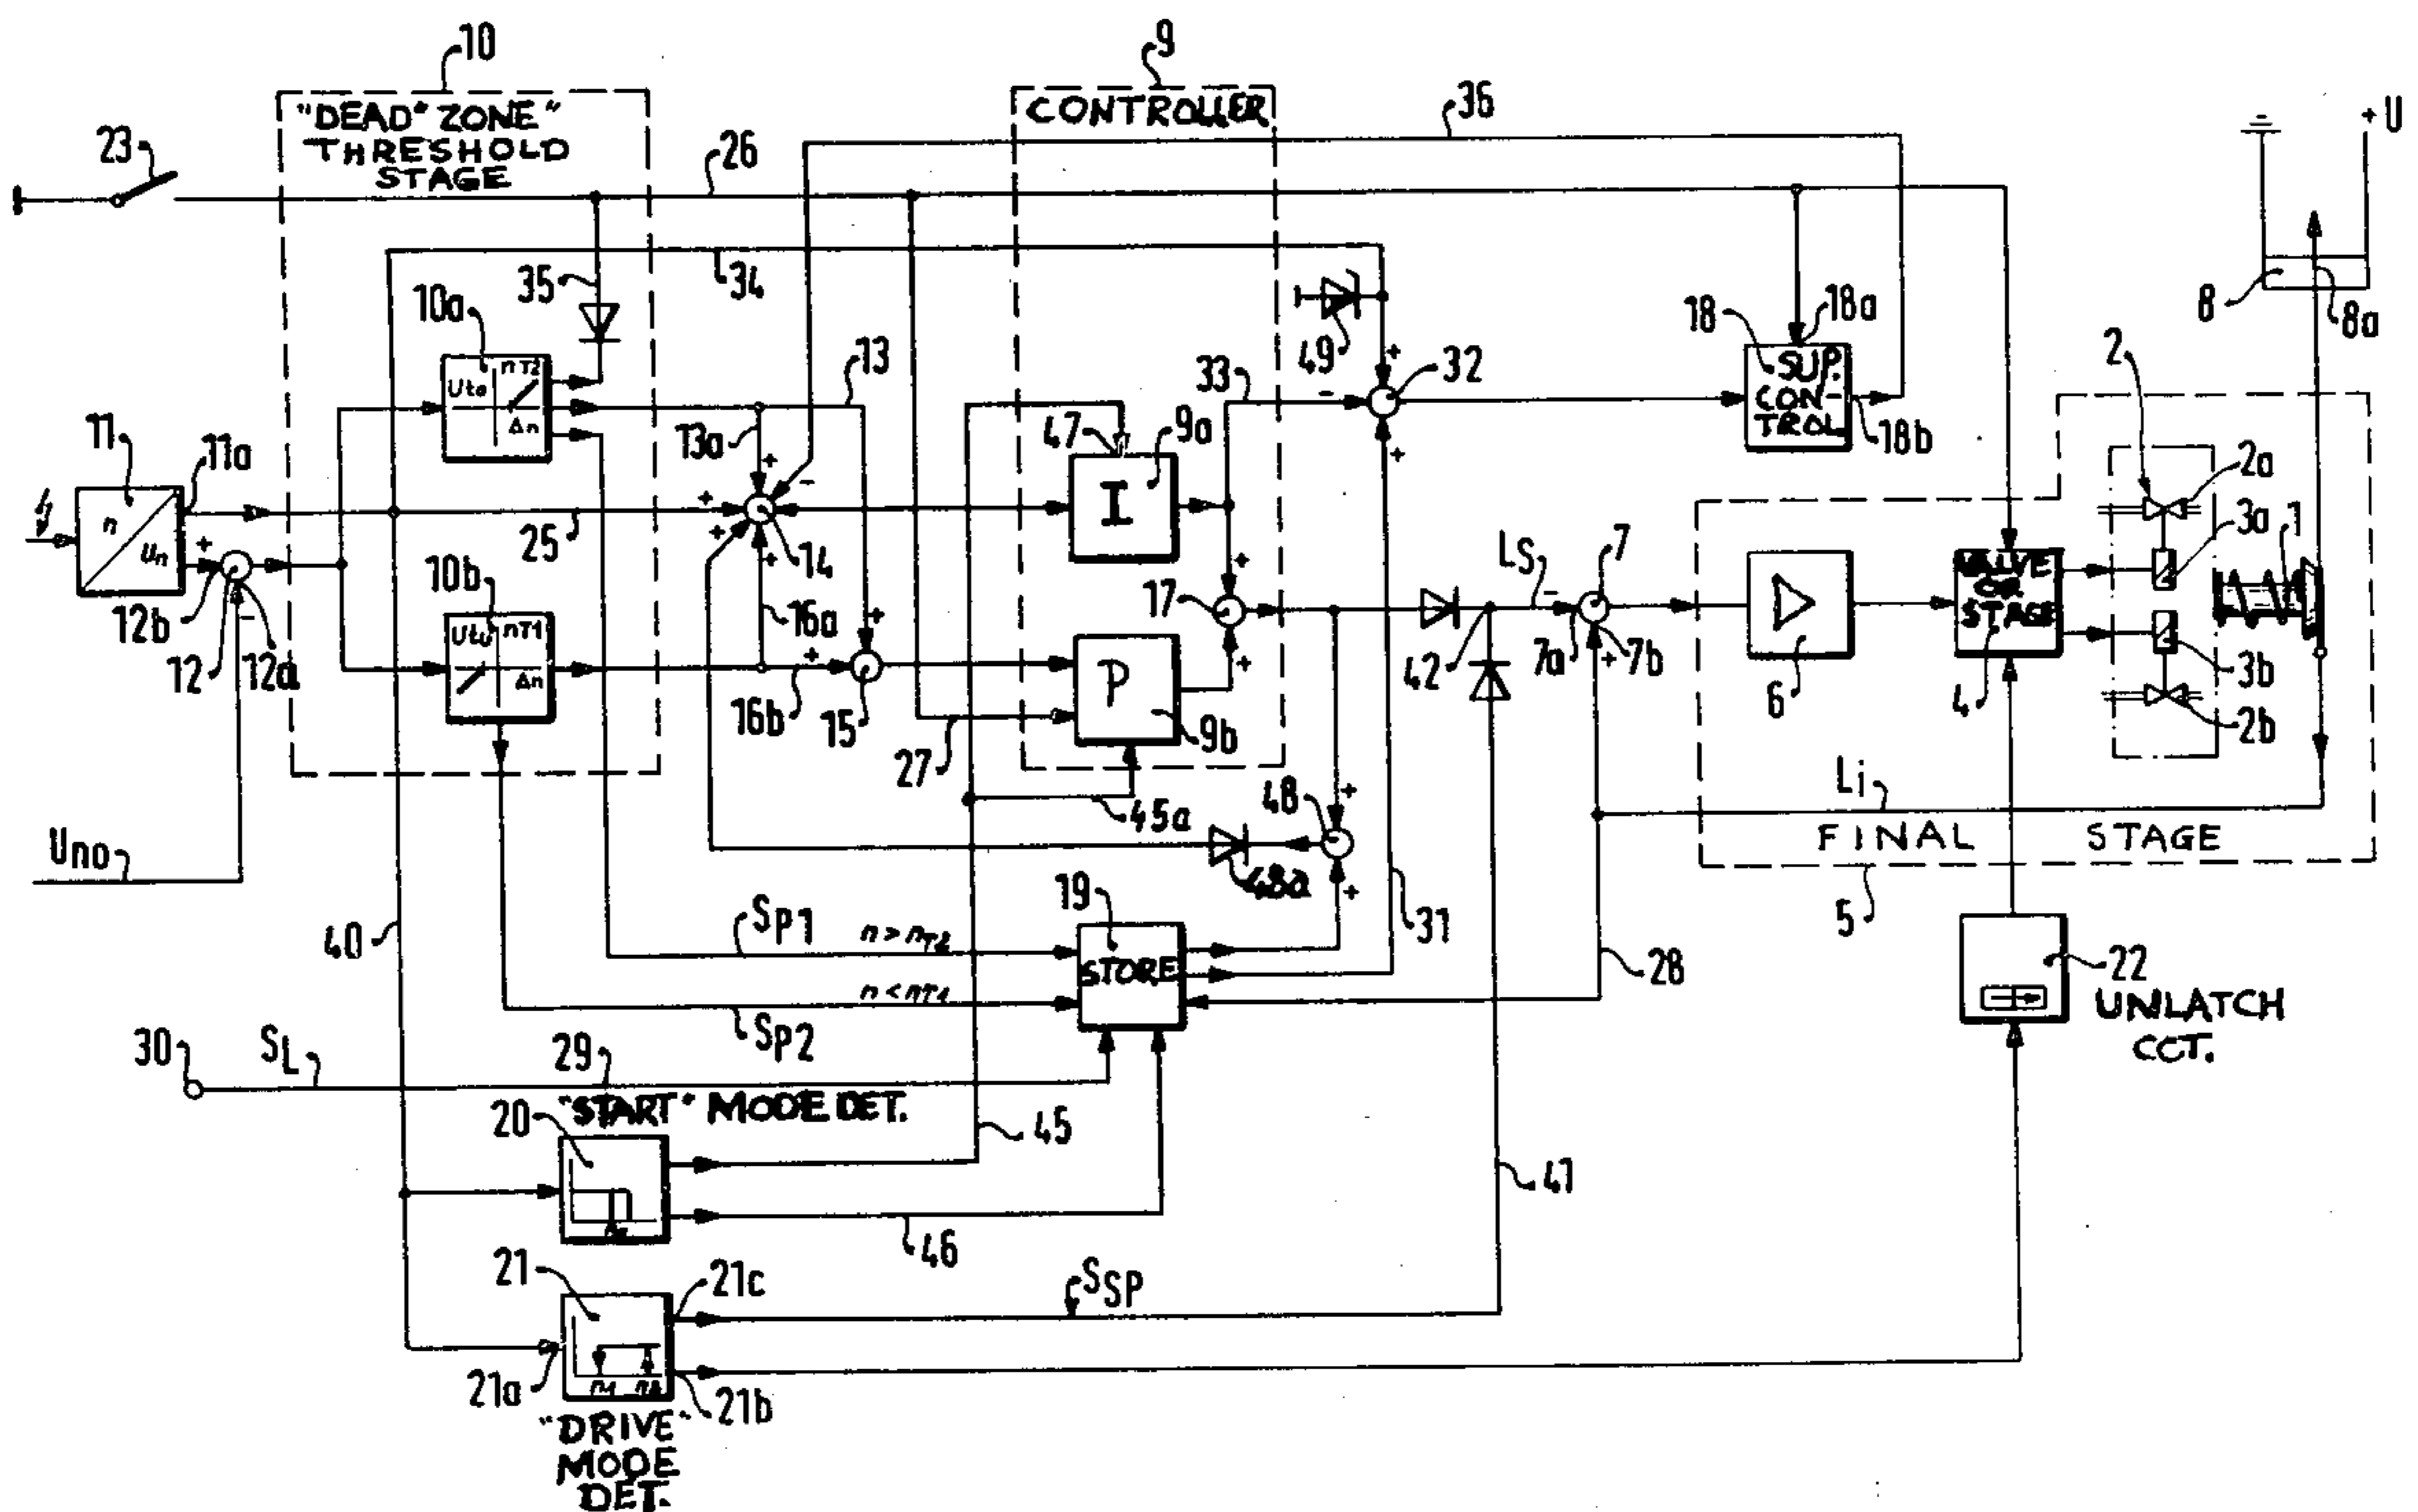 10
9
"DEAD" ZONE"
THRESHOLD
STAGE
CONTROLLER
36
+U
23
26
35
34
10a
nT2
Uto
Δn
13
49
33
32
18
18a
SUP.
CON-
TROL
18b
8
8a
2
2a
3a
1
11
11a
n
un
13a
47
9a
I
25
14
10b
Utu
nT1
Δn
12b
12
12a
16a
16b
15
17
P
9b
27
45a
LS
7
7a
7b
42
6
VALVE
OR
STAGE
4
3b
2b
Li
FINAL STAGE
5
Uno
48
48a
40
SP1
n > nT2
19
STORE
31
28
n < nT1
SP2
22
UNLATCH
CCT.
30
SL
29
"START" MODE DET.
20
45
41
46
21
21c
SSP
21a
n1
21b
"DRIVE"
MODE
DET.